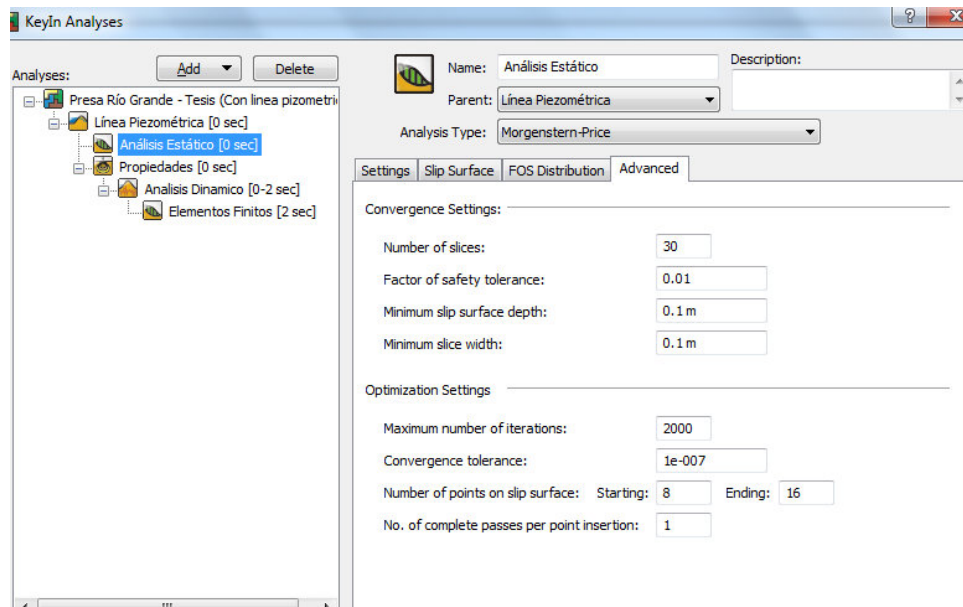 KeyIn Analyses
Analyses:
Add
Delete
Presa Río Grande - Tesis (Con linea pizometri
Línea Piezométrica [0 sec]
Análisis Estático [0 sec]
Propiedades [0 sec]
Analisis Dinamico [0-2 sec]
Elementos Finitos [2 sec]
Name: Análisis Estático
Description:
Parent: Línea Piezométrica
Analysis Type: Morgenstern-Price
Settings Slip Surface FOS Distribution Advanced
Convergence Settings:
Number of slices: 30
Factor of safety tolerance: 0.01
Minimum slip surface depth: 0.1 m
Minimum slice width: 0.1 m
Optimization Settings
Maximum number of iterations: 2000
Convergence tolerance: 1e-007
Number of points on slip surface: Starting: 8 Ending: 16
No. of complete passes per point insertion: 1